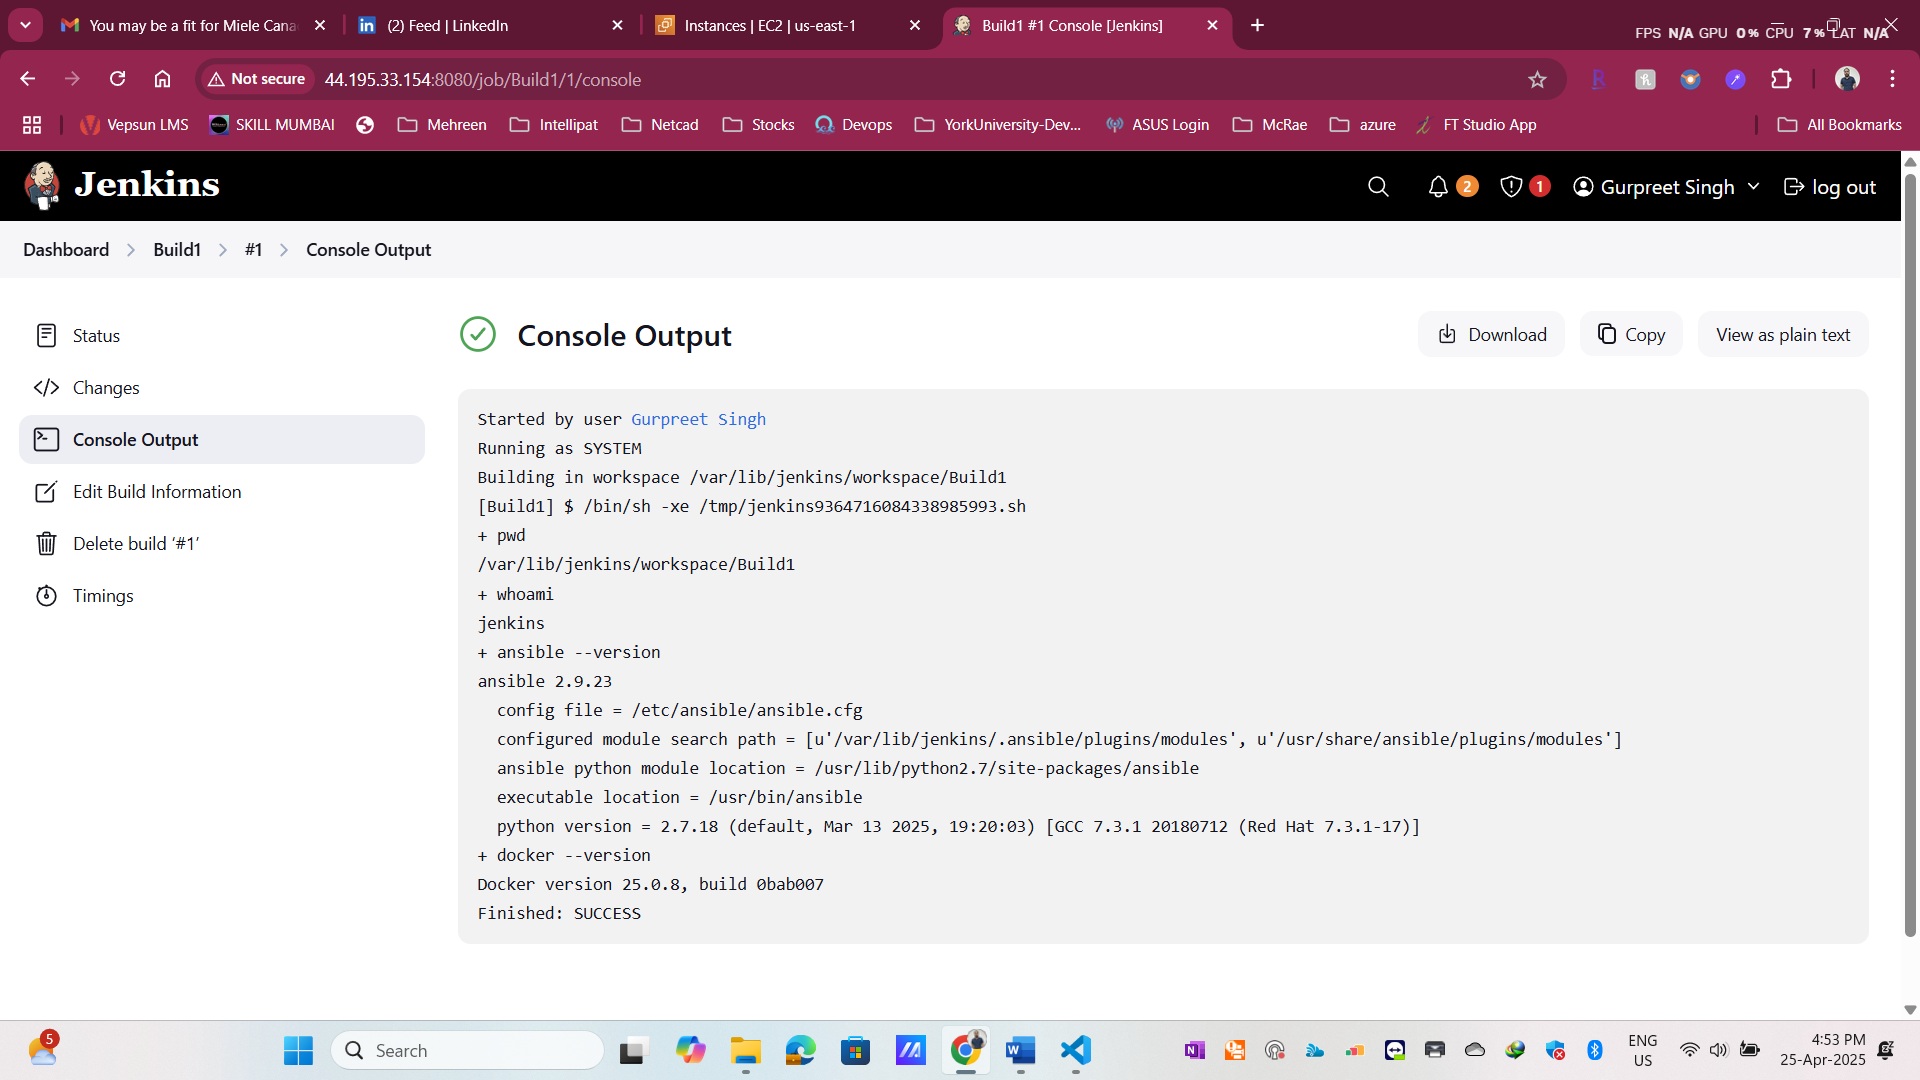 You may be a fit for Miele Cana
(2) Feed | LinkedIn
Instances | EC2 | us-east-1
Build1 #1 Console [Jenkins]
FPS N/A GPU 0% CPU 7% LAT N/A
Not secure
44.195.33.154:8080/job/Build1/1/console
Vepsun LMS
SKILL MUMBAI
Mehreen
Intellipat
Netcad
Stocks
Devops
YorkUniversity-Dev...
ASUS Login
McRae
azure
FT Studio App
All Bookmarks
Jenkins
2
1
Gurpreet Singh
log out
Dashboard
Build1
#1
Console Output
Status
Changes
Console Output
Edit Build Information
Delete build ‘#1’
Timings
Console Output
Download
Copy
View as plain text
Started by user Gurpreet Singh
Running as SYSTEM
Building in workspace /var/lib/jenkins/workspace/Build1
[Build1] $ /bin/sh -xe /tmp/jenkins9364716084338985993.sh
+ pwd
/var/lib/jenkins/workspace/Build1
+ whoami
jenkins
+ ansible --version
ansible 2.9.23
config file = /etc/ansible/ansible.cfg
configured module search path = [u'/var/lib/jenkins/.ansible/plugins/modules', u'/usr/share/ansible/plugins/modules']
ansible python module location = /usr/lib/python2.7/site-packages/ansible
executable location = /usr/bin/ansible
python version = 2.7.18 (default, Mar 13 2025, 19:20:03) [GCC 7.3.1 20180712 (Red Hat 7.3.1-17)]
+ docker --version
Docker version 25.0.8, build 0bab007
Finished: SUCCESS
5
Search
ENG
US
4:53 PM
25-Apr-2025